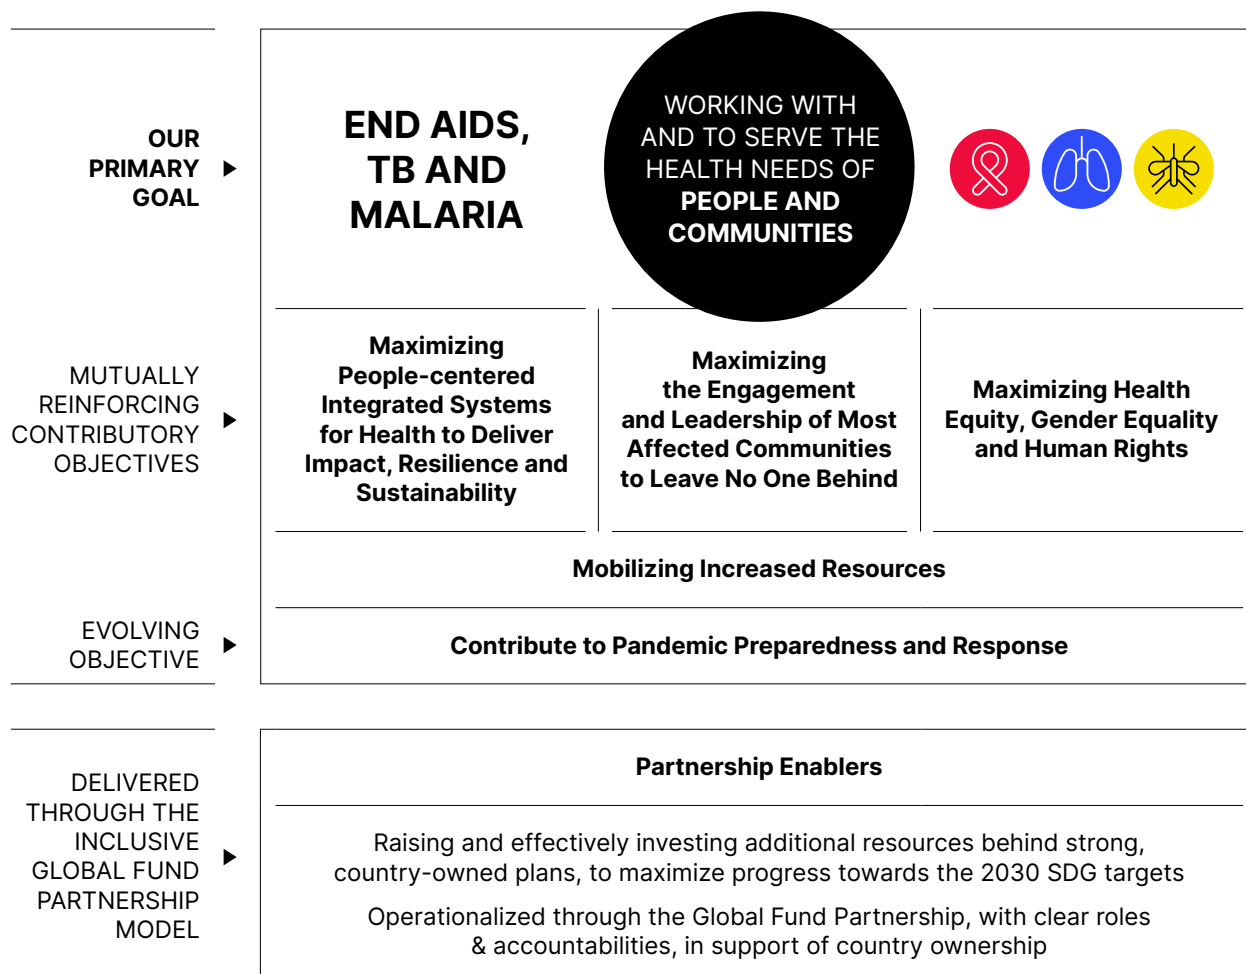 OUR
PRIMARY
GOAL
END AIDS,
TB AND
MALARIA
WORKING WITH
AND TO SERVE THE
HEALTH NEEDS OF
PEOPLE AND
COMMUNITIES
MUTUALLY
REINFORCING
CONTRIBUTORY
OBJECTIVES
Maximizing
People-centered
Integrated Systems
for Health to Deliver
Impact, Resilience and
Sustainability
Maximizing
the Engagement
and Leadership of Most
Affected Communities
to Leave No One Behind
Maximizing Health
Equity, Gender Equality
and Human Rights
Mobilizing Increased Resources
EVOLVING
OBJECTIVE
Contribute to Pandemic Preparedness and Response
DELIVERED
THROUGH THE
INCLUSIVE
GLOBAL FUND
PARTNERSHIP
MODEL
Partnership Enablers
Raising and effectively investing additional resources behind strong,
country-owned plans, to maximize progress towards the 2030 SDG targets
Operationalized through the Global Fund Partnership, with clear roles
& accountabilities, in support of country ownership